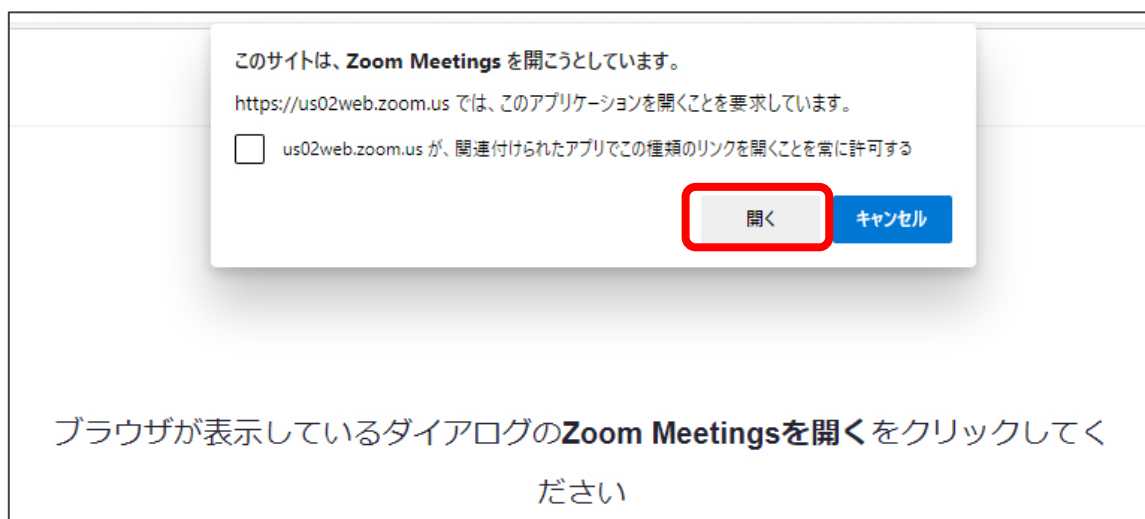 このサイトは、Zoom Meetings を開こうとしています。
https://us02web.zoom.us では、このアプリケーションを開くことを要求しています。
us02web.zoom.us が、関連付けられたアプリでこの種類のリンクを開くことを常に許可する
開く
キャンセル
ブラウザが表示しているダイアログのZoom Meetingsを開くをクリックしてく
ださい